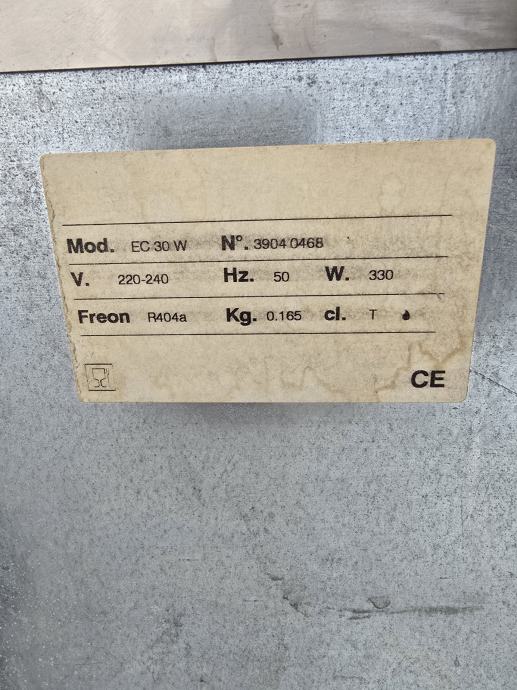 Mod. EC 30 W N°. 3904 0468
V. 220-240 Hz. 50 W. 330
Freon R404a Kg. 0.165 cl. T
CE